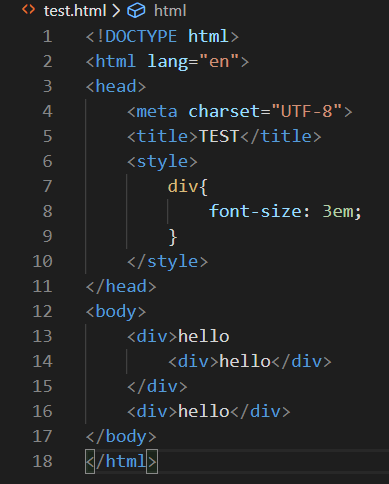 test.html > html
1 <!DOCTYPE html>
2 <html lang="en">
3 <head>
4     <meta charset="UTF-8">
5     <title>TEST</title>
6     <style>
7         div{
8             font-size: 3em;
9         }
10     </style>
11 </head>
12 <body>
13     <div>hello
14         <div>hello</div>
15     </div>
16     <div>hello</div>
17 </body>
18 </html>